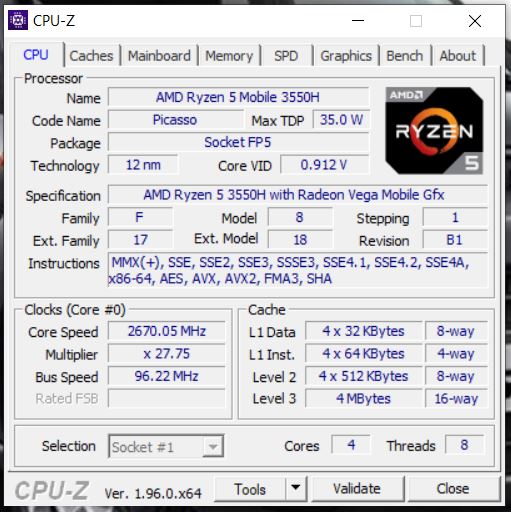 CPU-Z
CPU Caches Mainboard Memory SPD Graphics Bench About
Processor
Name AMD Ryzen 5 Mobile 3550H
Code Name Picasso Max TDP 35.0 W
Package Socket FP5
Technology 12 nm Core VID 0.912 V
AMD
RYZEN
5
Specification AMD Ryzen 5 3550H with Radeon Vega Mobile Gfx
Family F Model 8 Stepping 1
Ext. Family 17 Ext. Model 18 Revision B1
Instructions MMX(+), SSE, SSE2, SSE3, SSSE3, SSE4.1, SSE4.2, SSE4A,
x86-64, AES, AVX, AVX2, FMA3, SHA
Clocks (Core #0)
Core Speed 2670.05 MHz
Multiplier x 27.75
Bus Speed 96.22 MHz
Rated FSB
Cache
L1 Data 4 x 32 KBytes 8-way
L1 Inst. 4 x 64 KBytes 4-way
Level 2 4 x 512 KBytes 8-way
Level 3 4 MBytes 16-way
Selection Socket #1 Cores 4 Threads 8
CPU-Z Ver. 1.96.0.x64 Tools Validate Close